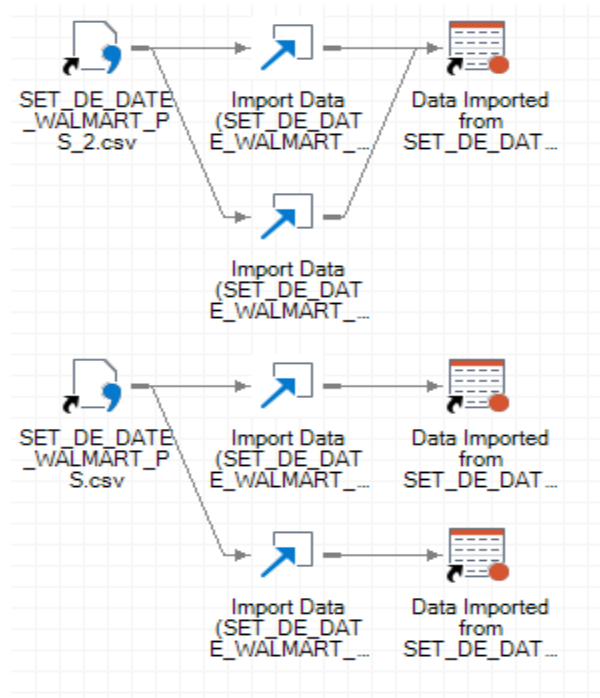 SET_DE_DATE
_WALMART_P
S_2.csv
Import Data
(SET_DE_DAT
E_WALMART_...
Data Imported
from
SET_DE_DAT...
Import Data
(SET_DE_DAT
E_WALMART_...
SET_DE_DATE
_WALMART_P
S.csv
Import Data
(SET_DE_DAT
E_WALMART_...
Data Imported
from
SET_DE_DAT...
Import Data
(SET_DE_DAT
E_WALMART_...
Data Imported
from
SET_DE_DAT...